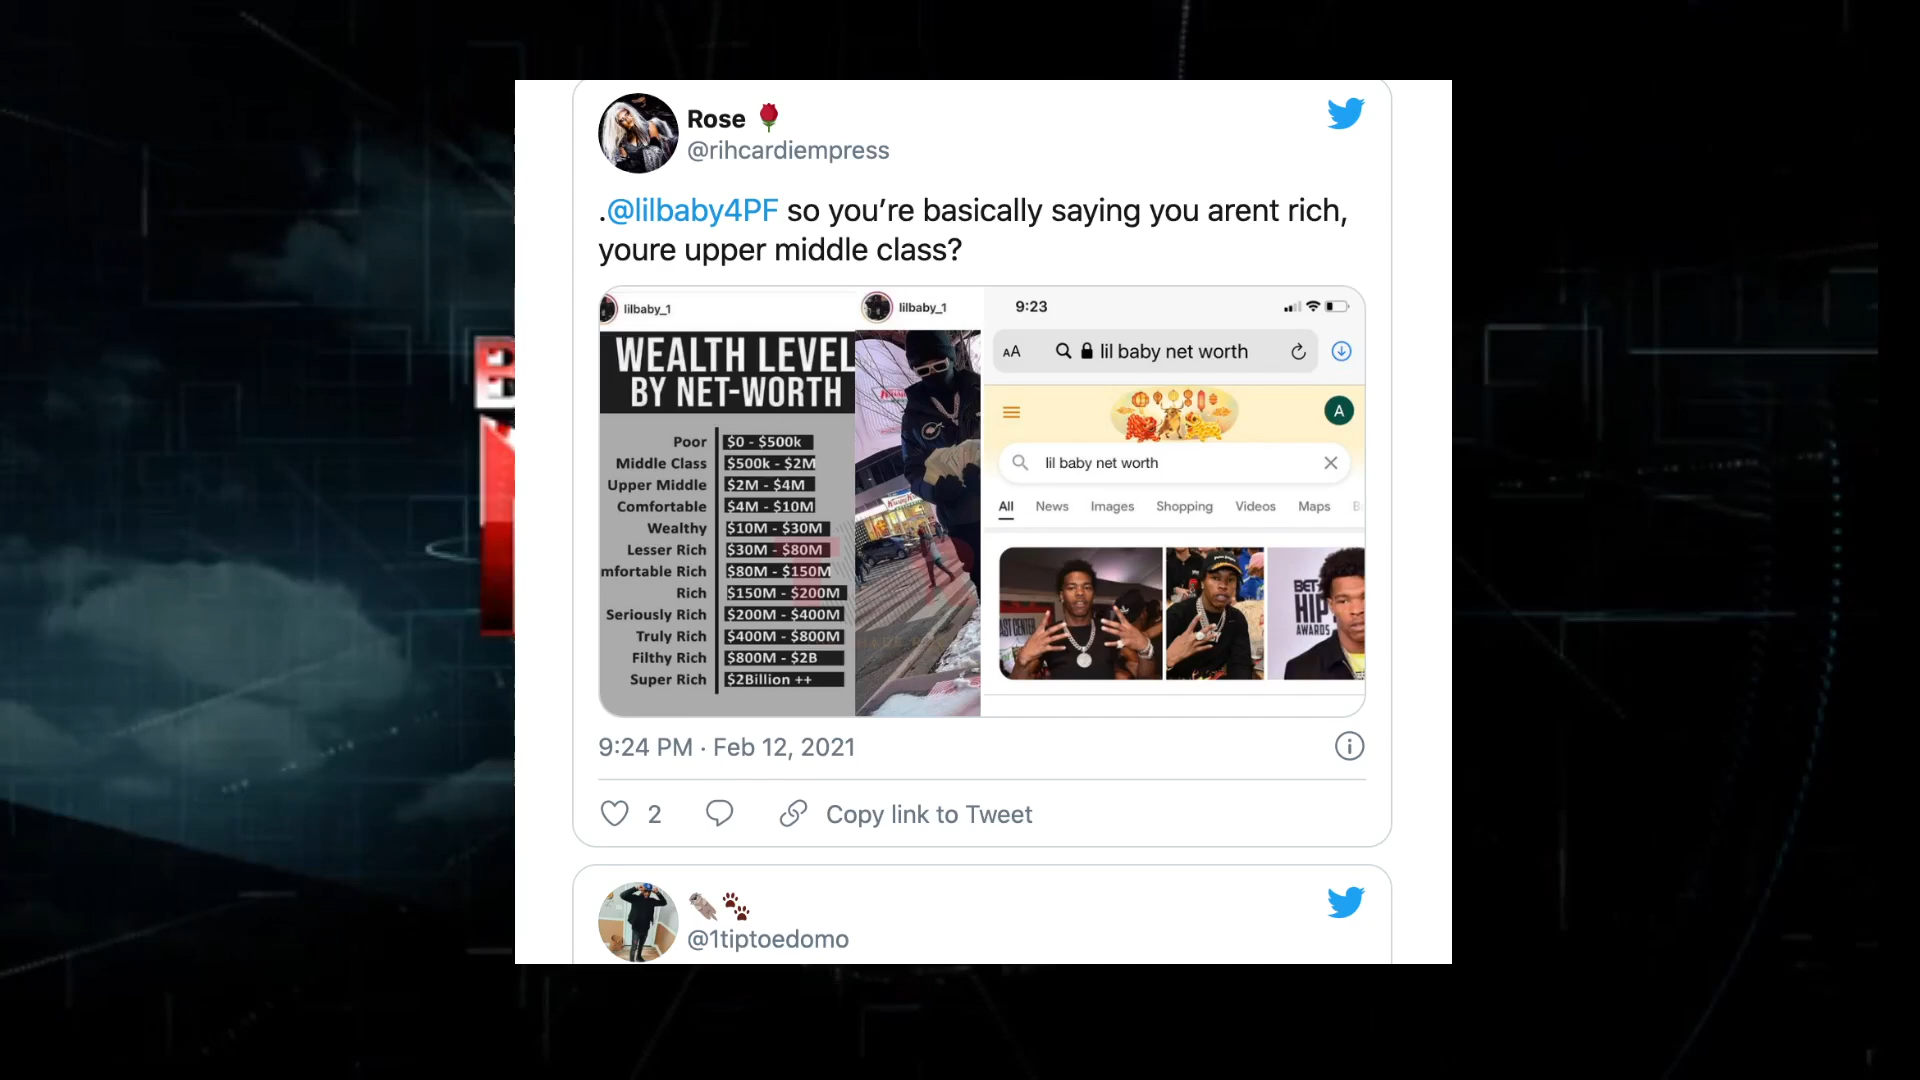 Rose
@rihcardiempress
.@lilbaby4PF so you're basically saying you arent rich,
youre upper middle class?
lilbaby_1
WEALTH LEVEL
BY NET-WORTH
Poor $0 - $500k
Middle Class $500k - $2M
Upper Middle $2M - $4M
Comfortable $4M - $10M
Wealthy $10M - $30M
Lesser Rich $30M - $80M
mfortable Rich $80M - $150M
Rich $150M - $200M
Seriously Rich $200M - $400M
Truly Rich $400M - $800M
Filthy Rich $800M - $2B
Super Rich $2Billion ++
lilbaby_1
9:23
AA lil baby net worth
A
lil baby net worth
All News Images Shopping Videos Maps B
AST CENTER
BET
HIP
AWARDS
9:24 PM · Feb 12, 2021
2 Copy link to Tweet
@1tiptoedomo